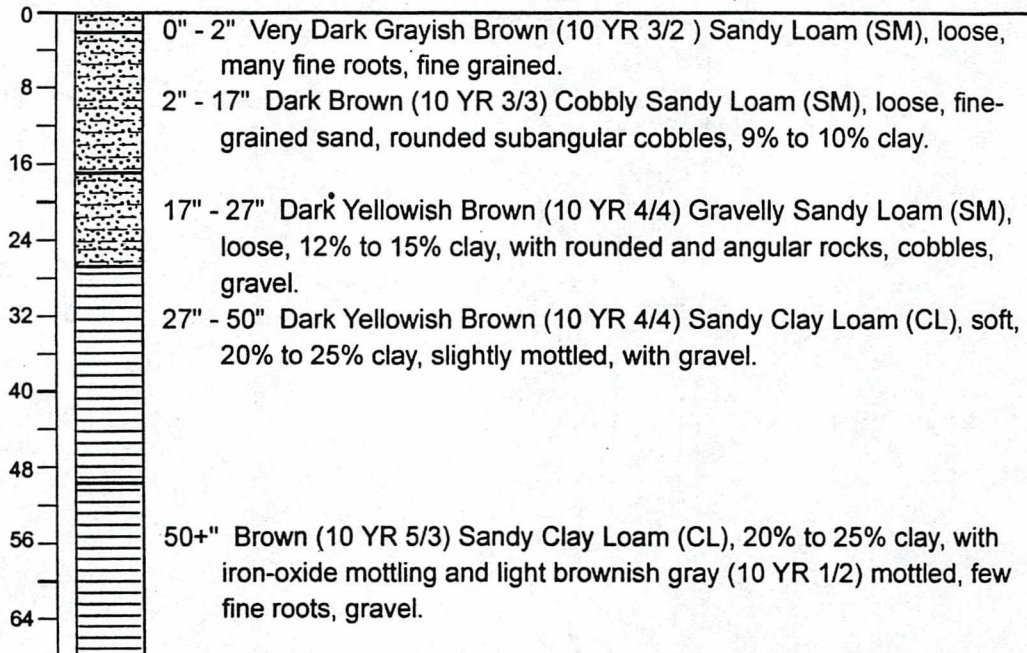 0
0" - 2" Very Dark Grayish Brown (10 YR 3/2 ) Sandy Loam (SM), loose,
many fine roots, fine grained.
8
2" - 17" Dark Brown (10 YR 3/3) Cobbly Sandy Loam (SM), loose, fine-
grained sand, rounded subangular cobbles, 9% to 10% clay.
16
17" - 27" Dark Yellowish Brown (10 YR 4/4) Gravelly Sandy Loam (SM),
24
loose, 12% to 15% clay, with rounded and angular rocks, cobbles,
gravel.
32
27" - 50" Dark Yellowish Brown (10 YR 4/4) Sandy Clay Loam (CL), soft,
20% to 25% clay, slightly mottled, with gravel.
40
48
56
50+" Brown (10 YR 5/3) Sandy Clay Loam (CL), 20% to 25% clay, with
iron-oxide mottling and light brownish gray (10 YR 1/2) mottled, few
fine roots, gravel.
64